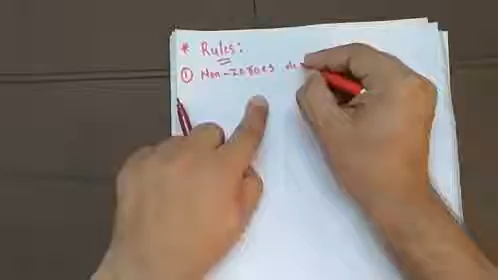 * Rules:
① Non-zeroes